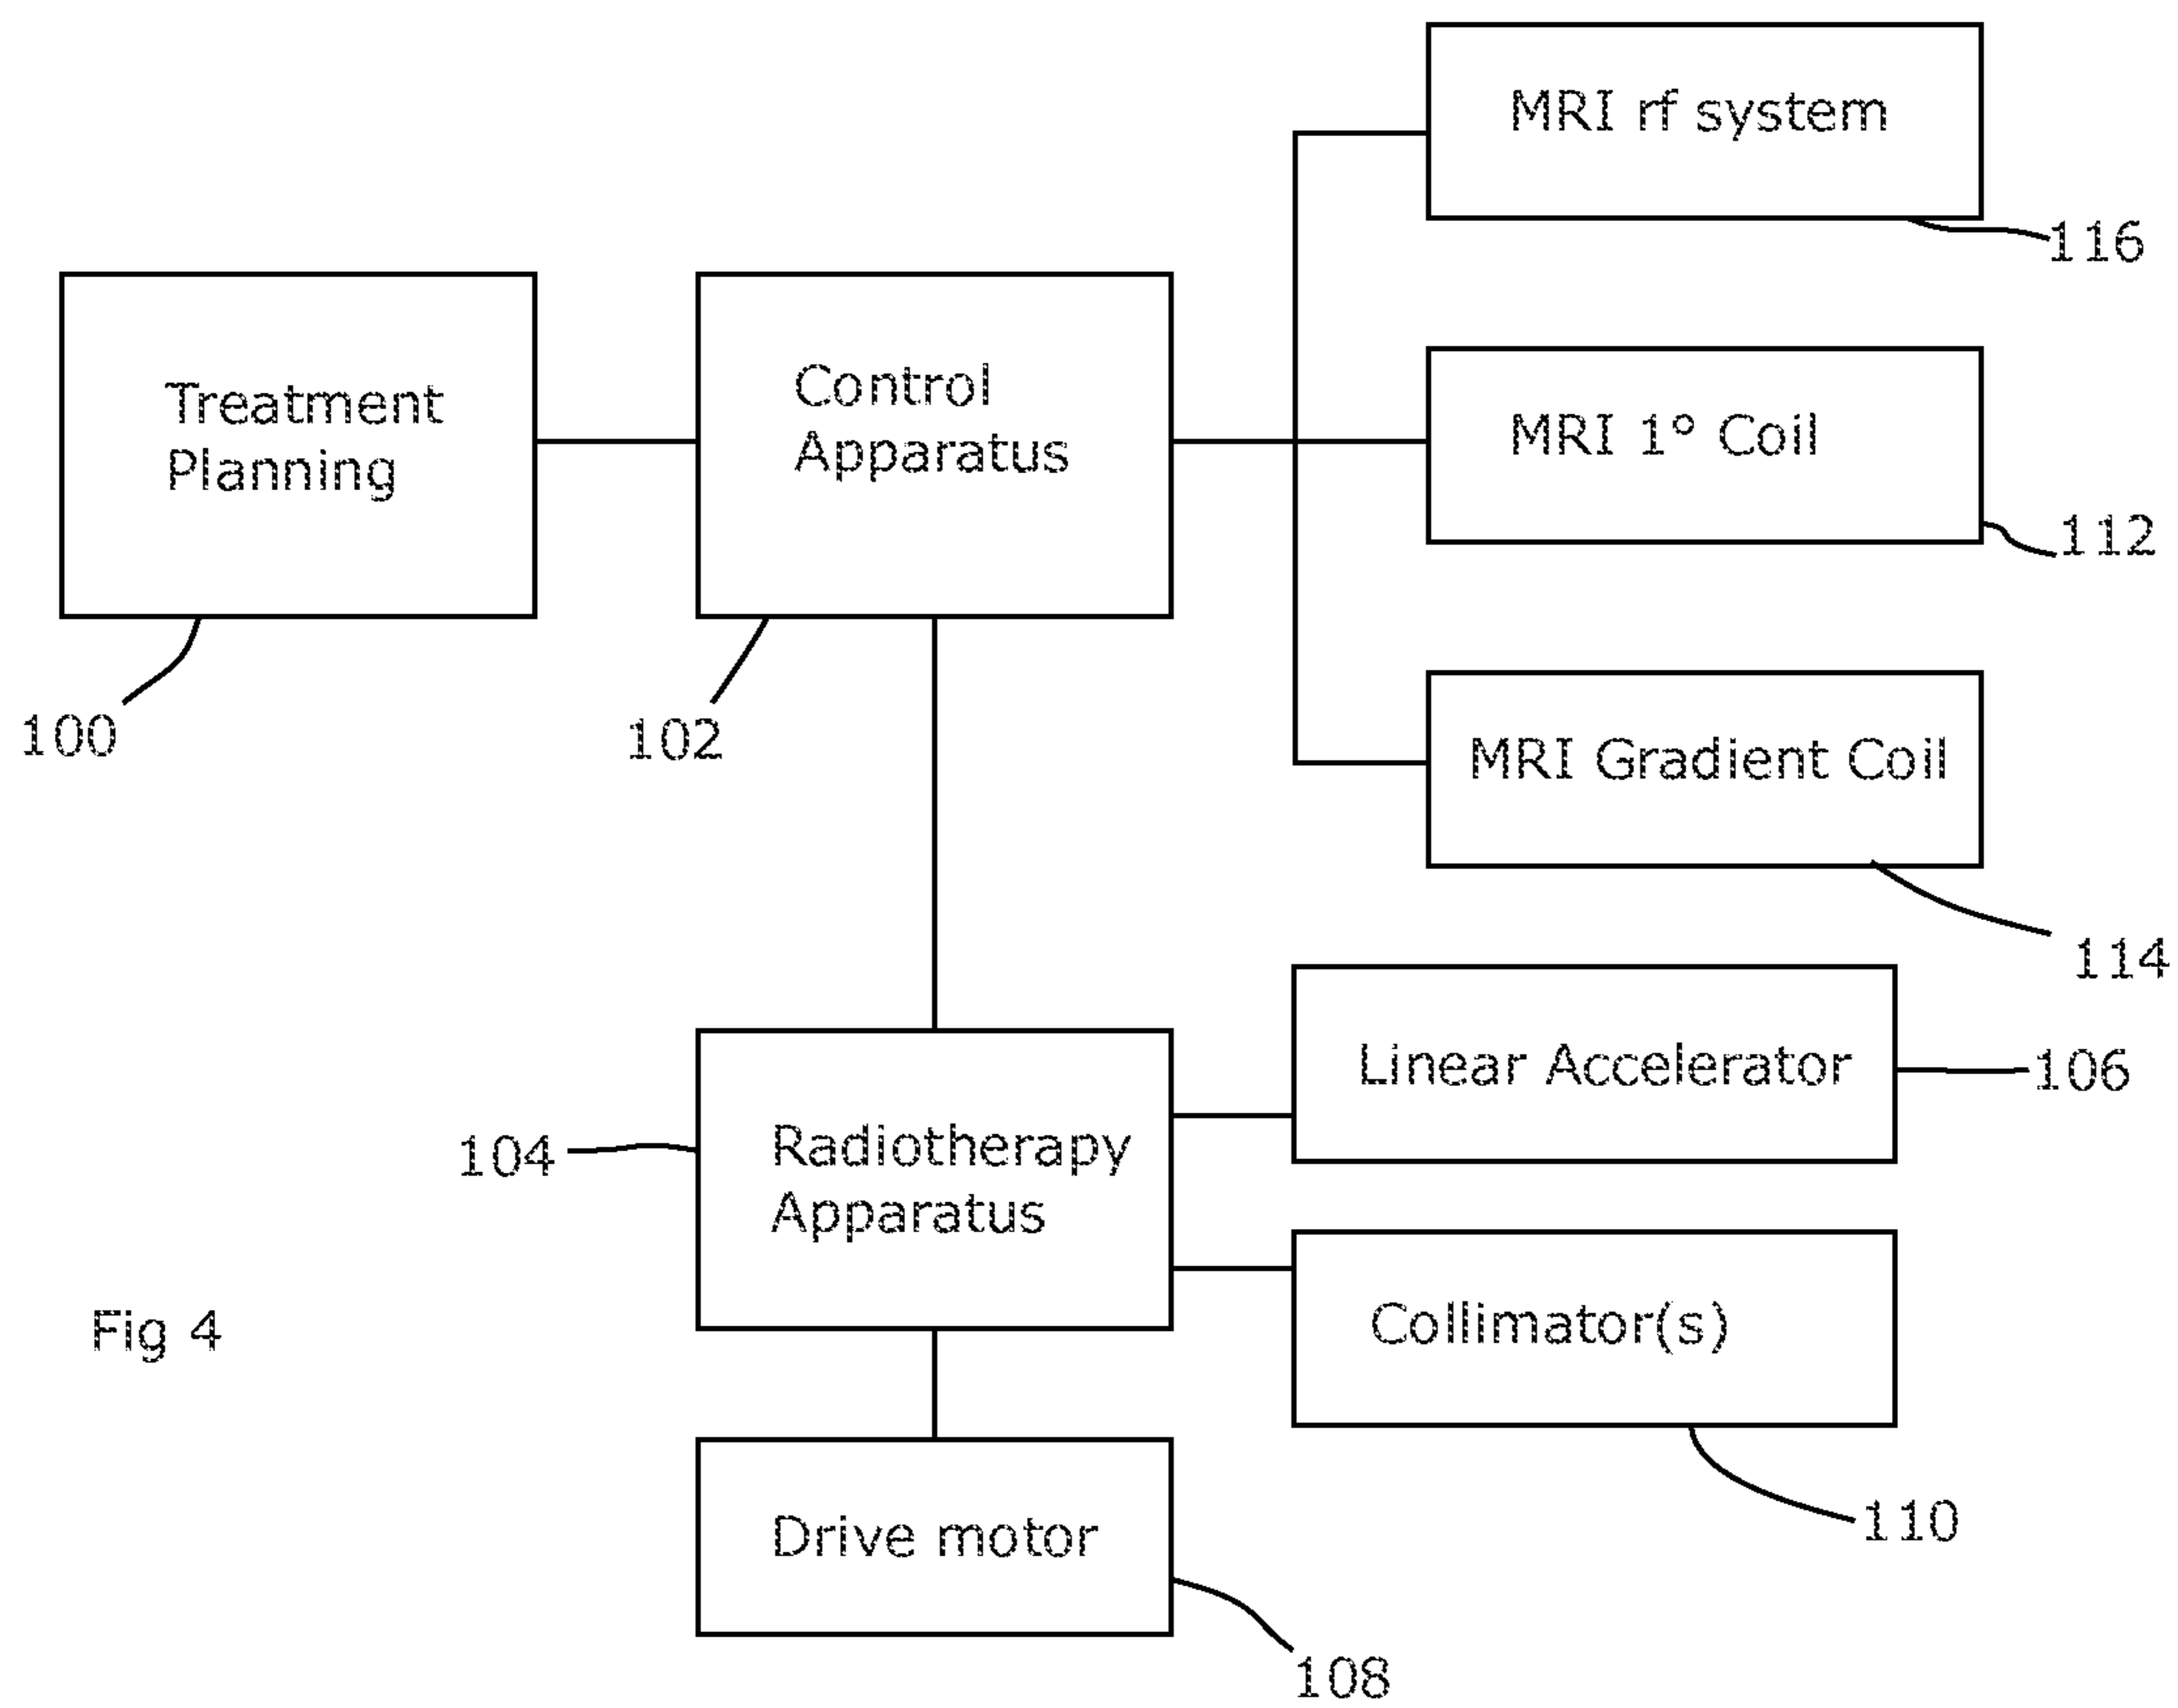 MRI rf system
116
Treatment
Planning
100
Control
Apparatus
102
MRI 1° Coil
112
MRI Gradient Coil
114
Radiotherapy
Apparatus
104
Linear Accelerator
106
Collimator(s)
110
Drive motor
108
Fig 4